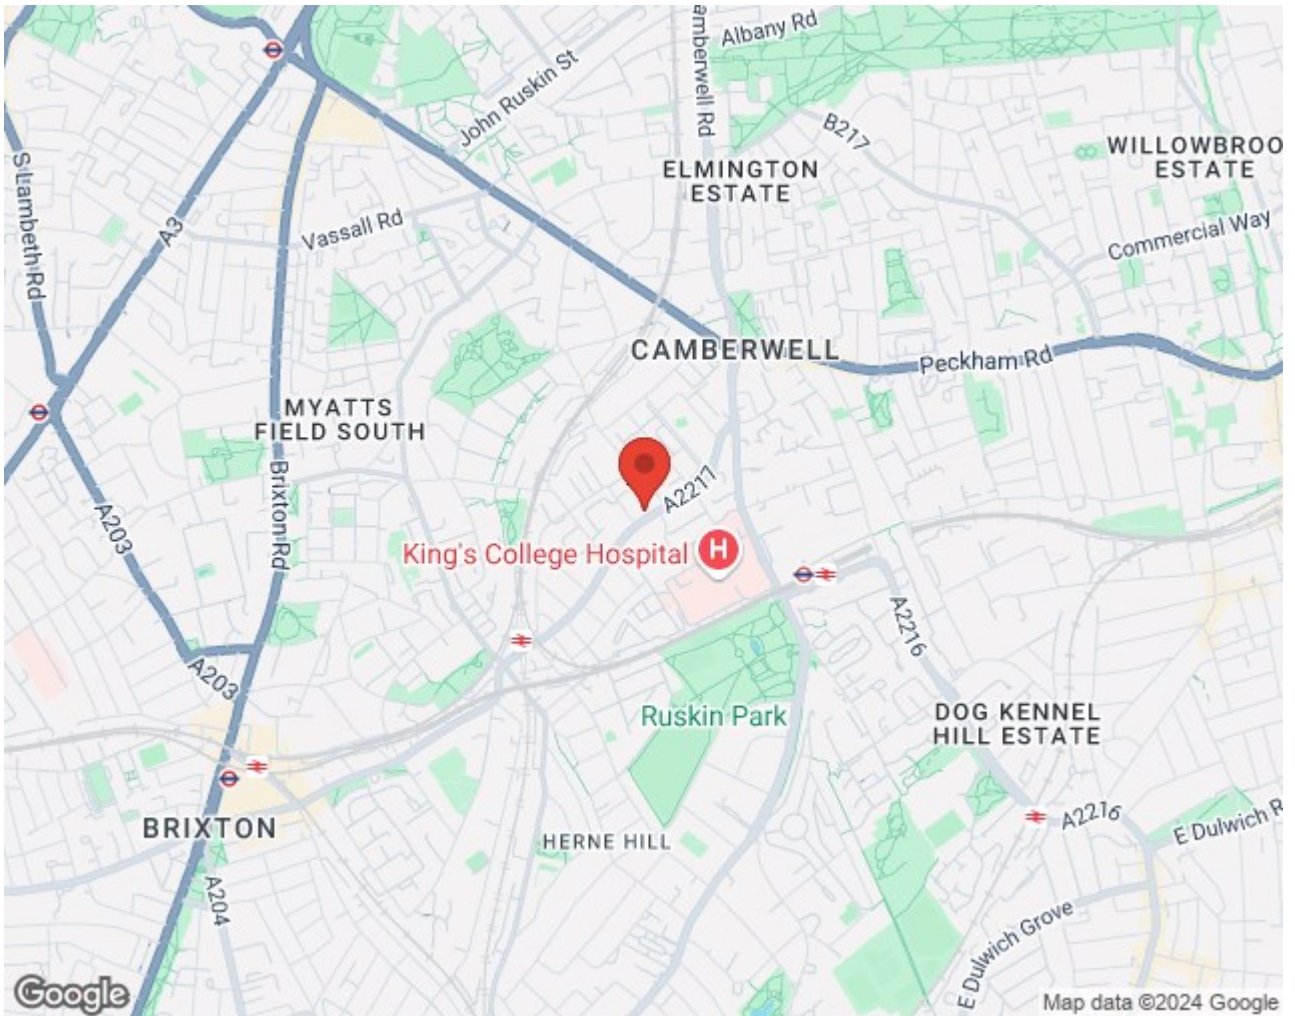 Albany Rd
amberwell Rd
John Ruskin St
B217
ELMINGTON
ESTATE
WILLOWBROO
ESTATE
S Lambeth Rd
A3
Vassall Rd
Commercial Way
CAMBERWELL
Peckham Rd
MYATTS
FIELD SOUTH
Brixton Rd
A203
A2217
King's College Hospital
H
A2216
A203
Ruskin Park
DOG KENNEL
HILL ESTATE
A2216
E Dulwich R
BRIXTON
HERNE HILL
A204
E Dulwich Grove
Google
Map data ©2024 Google